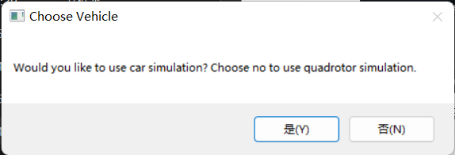 Choose Vehicle
Would you like to use car simulation? Choose no to use quadrotor simulation.
是(Y)
否(N)